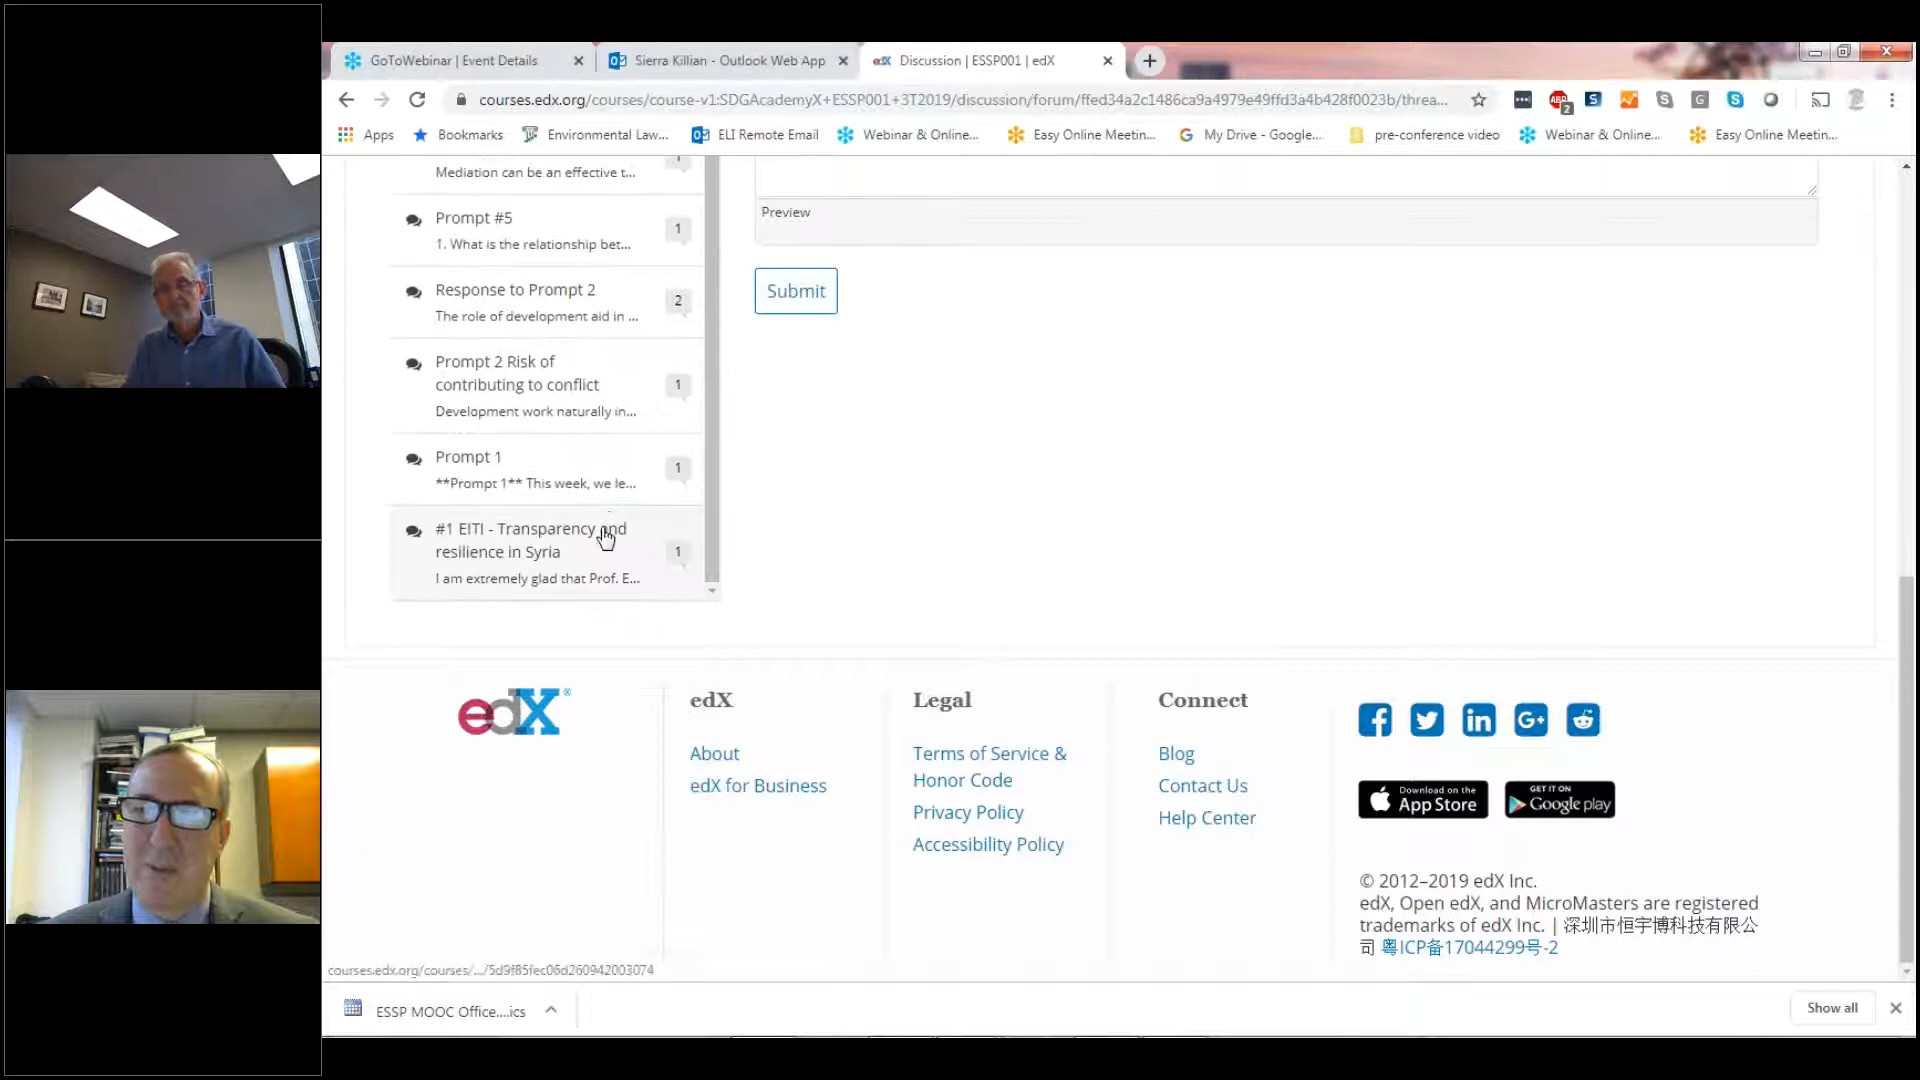 GoToWebinar | Event Details
Sierra Killian - Outlook Web App
edX Discussion | ESSP001 | edX
courses.edx.org/courses/course-v1:SDGAcademyX+ESSP001+3T2019/discussion/forum/ffed34a2c1486ca9a4979e49ffd3a4b428f0023b/threa...
Apps
Bookmarks
Environmental Law...
ELI Remote Email
Webinar & Online...
Easy Online Meetin...
My Drive - Google...
pre-conference video
Webinar & Online...
Easy Online Meetin...
Mediation can be an effective t...
1
Prompt #5
1. What is the relationship bet...
1
Response to Prompt 2
The role of development aid in ...
2
Prompt 2 Risk of
contributing to conflict
Development work naturally in...
1
Prompt 1
**Prompt 1** This week, we le...
1
#1 EITI - Transparency and
resilience in Syria
I am extremely glad that Prof. E...
1
Preview
Submit
edX
edX
About
edX for Business
Legal
Terms of Service &
Honor Code
Privacy Policy
Accessibility Policy
Connect
Blog
Contact Us
Help Center
Download on the
App Store
GET IT ON
Google play
© 2012–2019 edX Inc.
edX, Open edX, and MicroMasters are registered
trademarks of edX Inc. | 深圳市恒宇博科技有限公
司 粤ICP备17044299号-2
courses.edx.org/courses/.../5d9f85fec06d260942003074
ESSP MOOC Office....ics
Show all